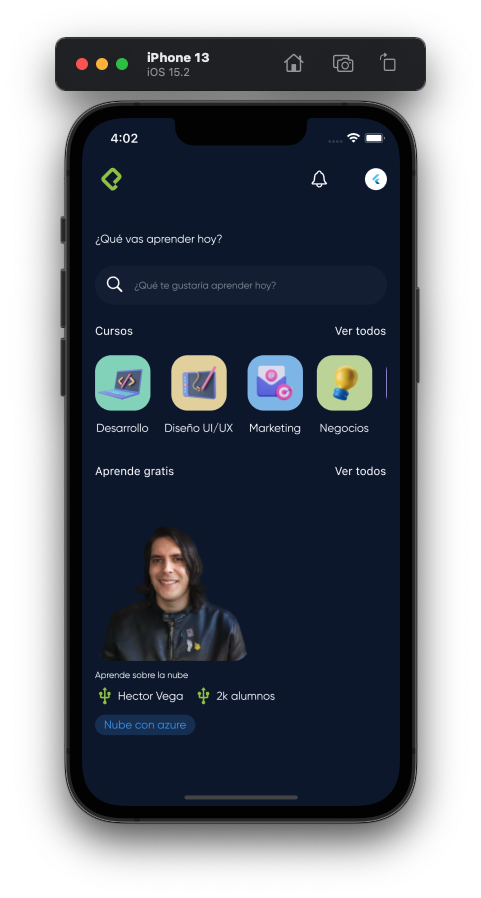 iPhone 13
iOS 15.2
4:02
¿Qué vas aprender hoy?
¿Qué te gustaria aprender hoy?
Cursos Ver todos
Desarrollo Diseño UI/UX Marketing Negocios
Aprende gratis Ver todos
Aprende sobre la nube
Hector Vega 2k alumnos
Nube con azure